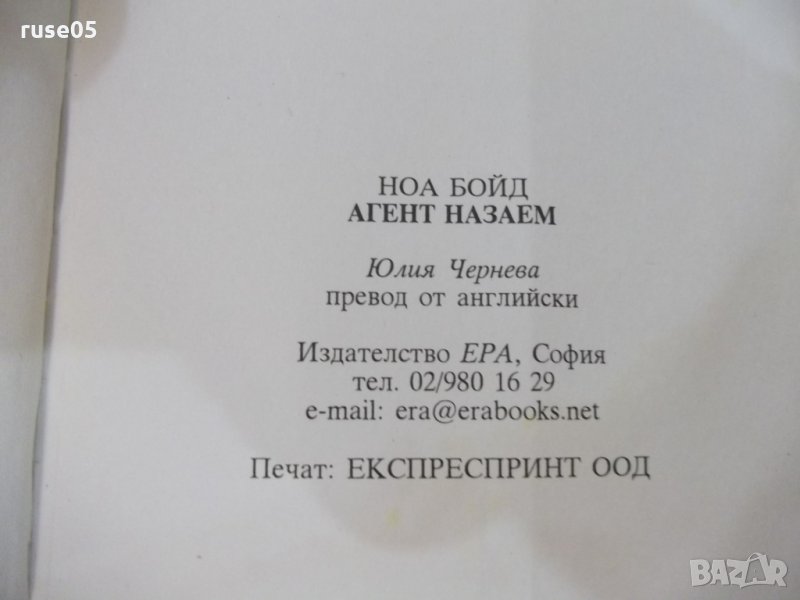 ruse05
НОА БОЙД
АГЕНТ НАЗАЕМ
Юлия Чернева
превод от английски
Издателство ЕРА, София
тел. 02/980 16 29
e-mail: era@erabooks.net
Печат: ЕКСПРЕСПРИНТ ООД
BAZAR